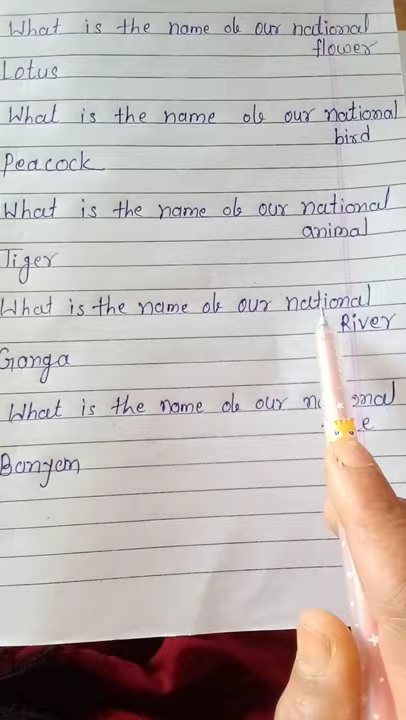 What is the name of our national
flower
Lotus
What is the name of our national
bird
Peacock
What is the name of our national
animal
Tiger
What is the name of our national
River
Ganga
What is the name of our
Banyan